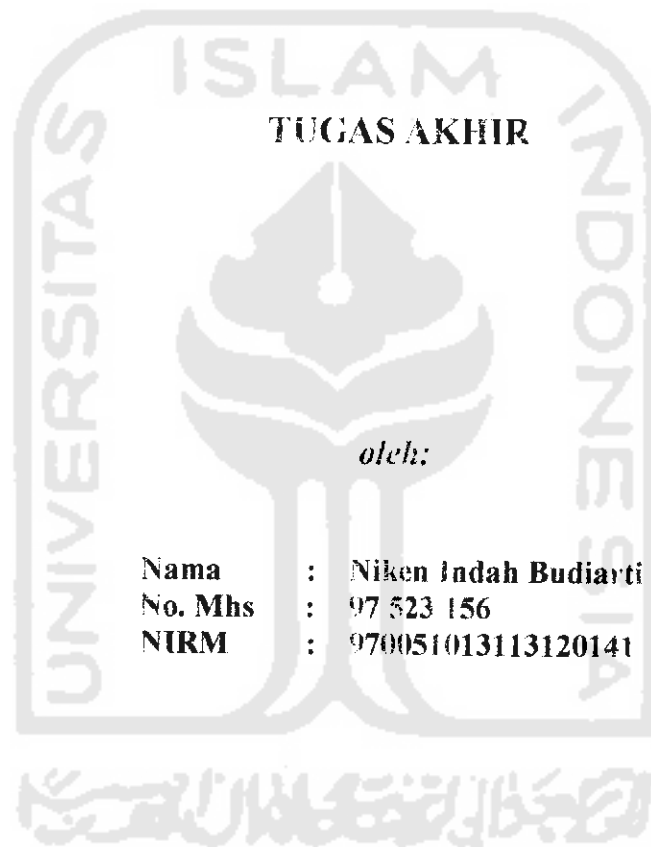 ISLAM
UNIVERSITAS
INDONESIA
TUGAS AKHIR
oleh:
Nama : Niken Indah Budiarti
No. Mhs : 97 523 156
NIRM : 970051013113120141